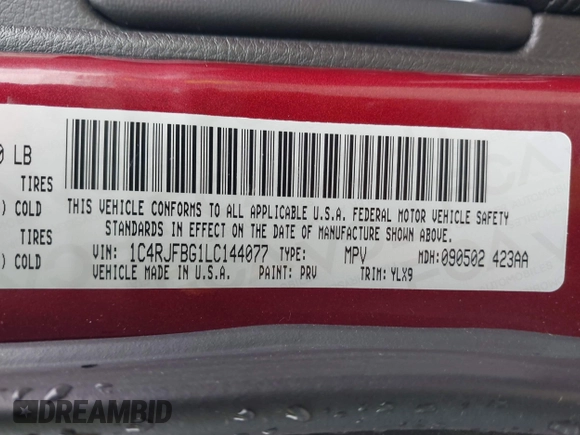 0 LB
TIRES
) COLD
TIRES
) COLD
THIS VEHICLE CONFORMS TO ALL APPLICABLE U.S.A. FEDERAL MOTOR VEHICLE SAFETY
STANDARDS IN EFFECT ON THE DATE OF MANUFACTURE SHOWN ABOVE.
VIN: 1C4RJFBG1LC144077 TYPE: MPV MDH: 090502 423AA
VEHICLE MADE IN U.S.A. PAINT: PRV TRIM: YLX9
DREAMBID